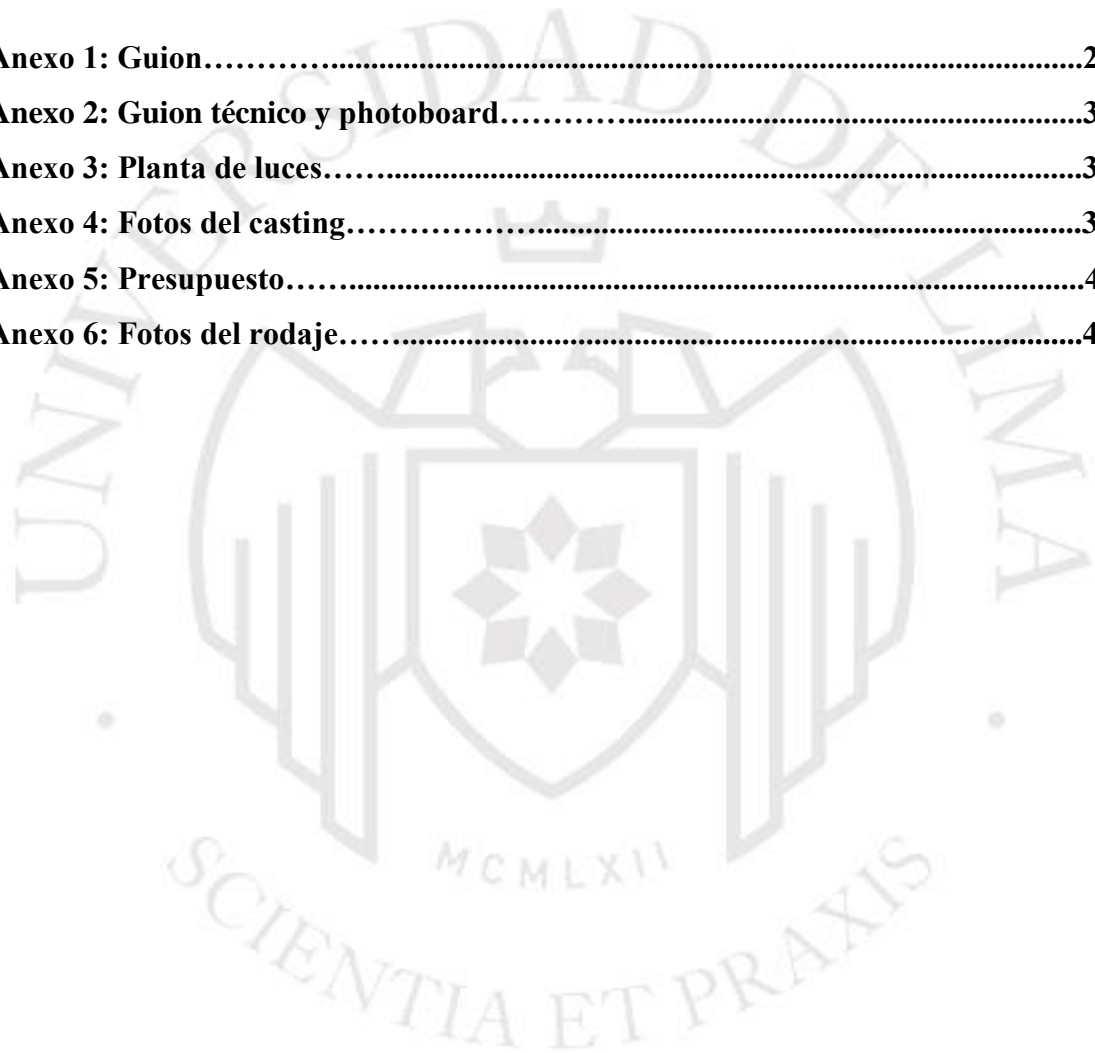 Anexo 1: Guion…………..........................................................................................2
Anexo 2: Guion técnico y photoboard…………......................................................3
Anexo 3: Planta de luces……..................................................................................3
Anexo 4: Fotos del casting……………….................................................................3
Anexo 5: Presupuesto…….......................................................................................4
Anexo 6: Fotos del rodaje……................................................................................4
UNIVERSIDAD DE LIMA
MCMLXII
SCIENTIA ET PRAXIS